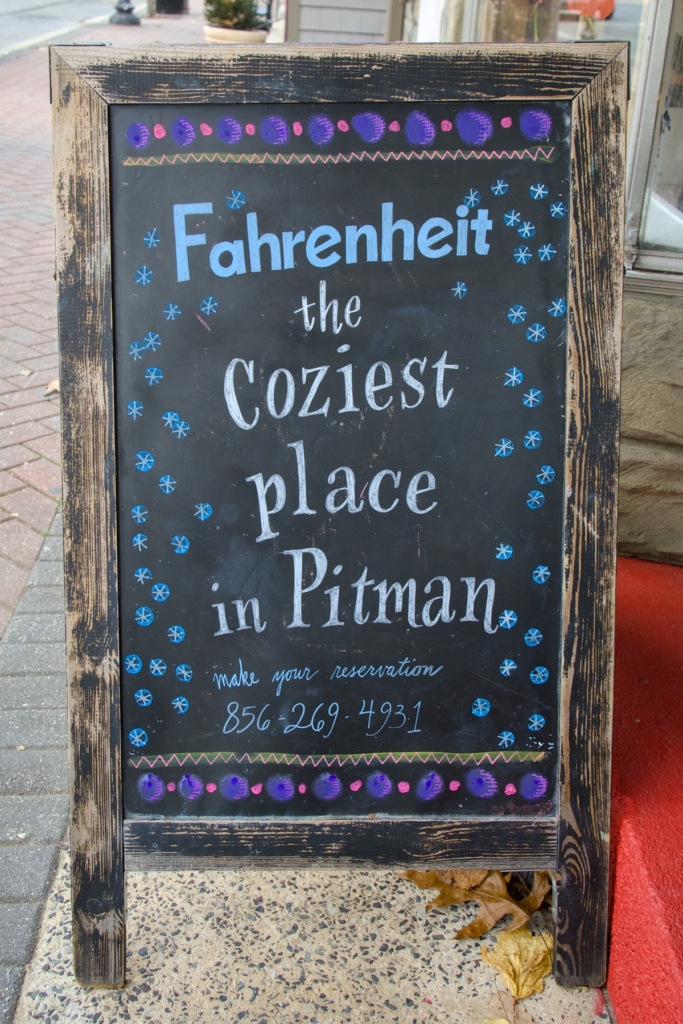 Fahrenheit
the
Coziest
place
in Pitman
make your reservation
856-269-4931